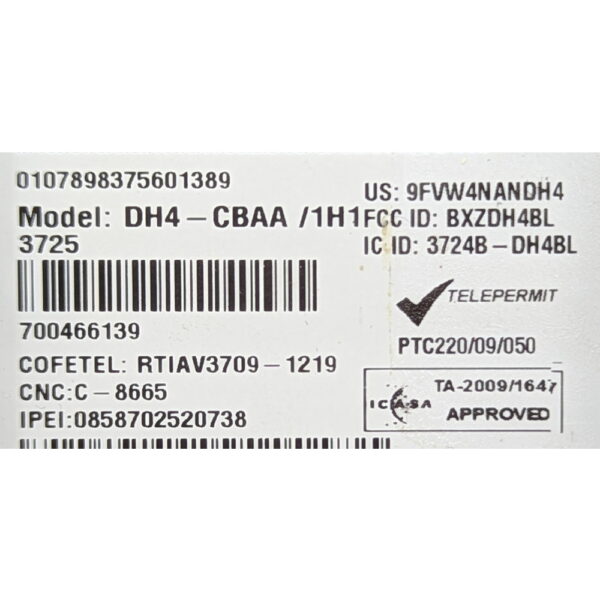 0107898375601389
Model: DH4-CBAA /1H1
3725
700466139
COFETEL: RTIAV3709-1219
CNC:C-8665
IPEI:0858702520738
US: 9FVW4NANDH4
FCC ID: BXZDH4BL
IC ID: 3724B-DH4BL
TELEPERMIT
PTC220/09/050
ICASA
TA-2009/1647
APPROVED